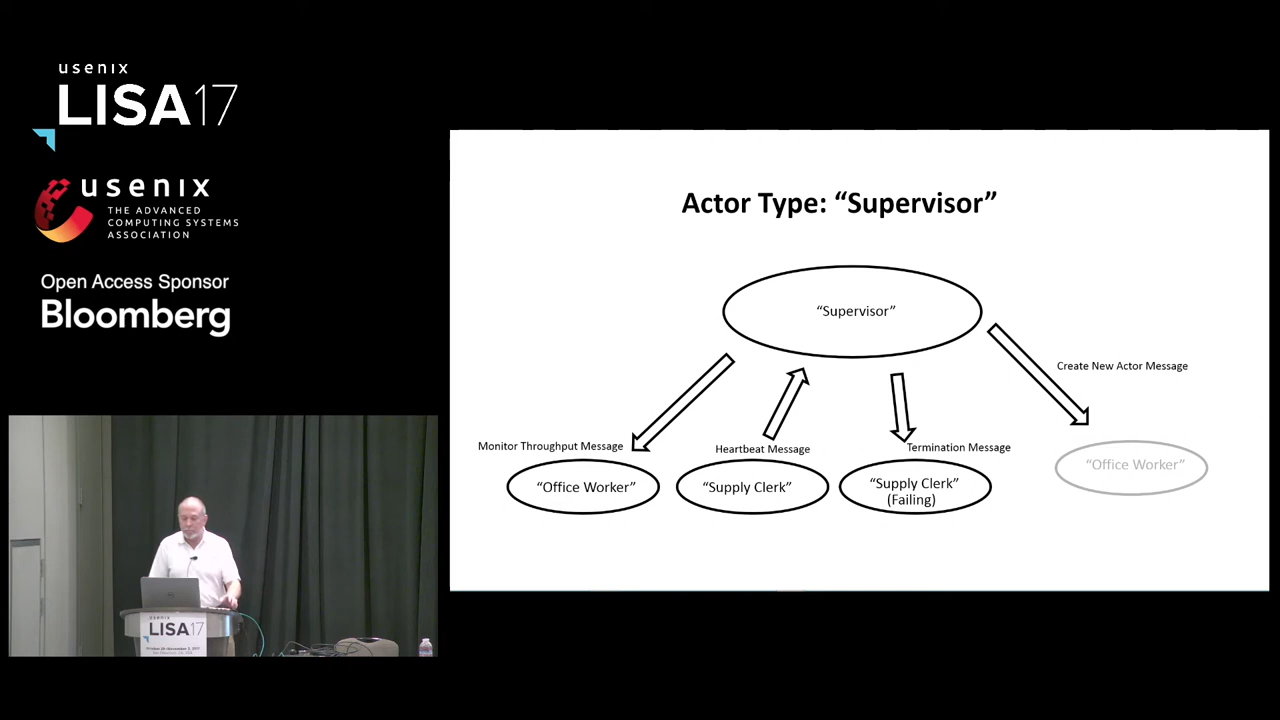 usenix
LISA17
usenix
THE ADVANCED
COMPUTING SYSTEMS
ASSOCIATION
Open Access Sponsor
Bloomberg
Actor Type: “Supervisor”
“Supervisor”
Create New Actor Message
Monitor Throughput Message
Heartbeat Message
Termination Message
“Office Worker”
“Supply Clerk”
“Supply Clerk”
(Failing)
“Office Worker”
usenix
LISA17